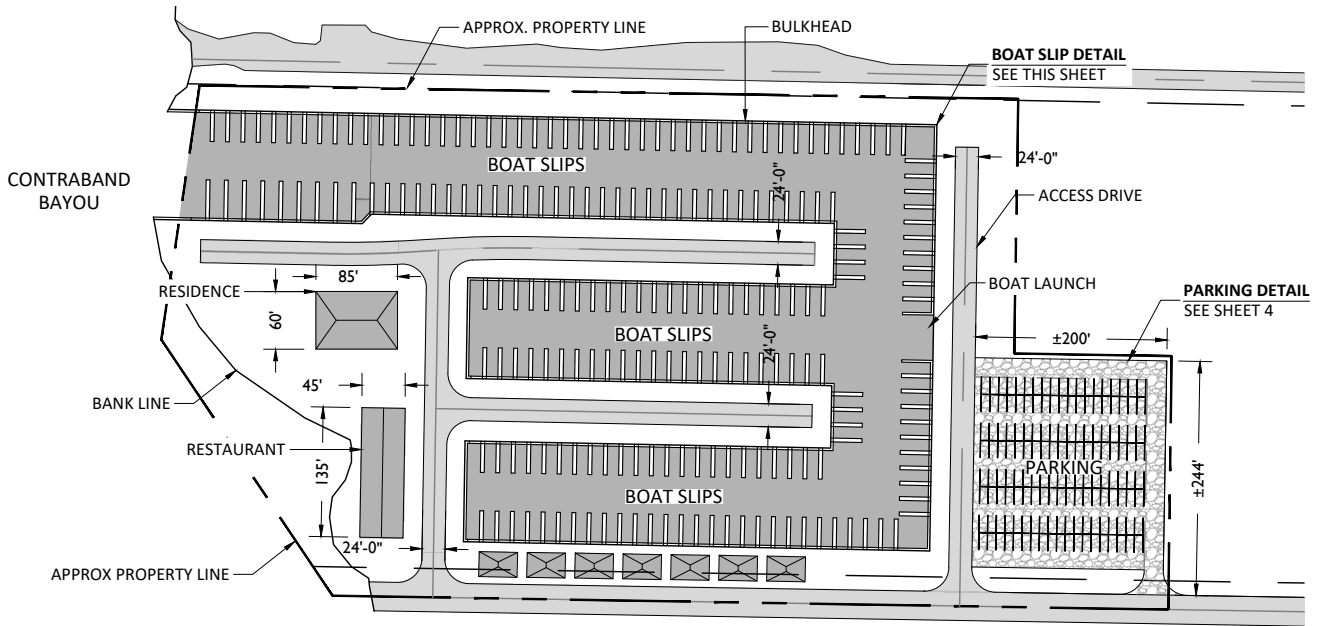 APPROX. PROPERTY LINE
BULKHEAD
BOAT SLIP DETAIL
SEE THIS SHEET
CONTRABAND
BAYOU
BOAT SLIPS
24'-0"
24'-0"
ACCESS DRIVE
85'
RESIDENCE
60'
BOAT LAUNCH
PARKING DETAIL
SEE SHEET 4
BOAT SLIPS
24'-0"
±200'
45'
BANK LINE
RESTAURANT
135'
PARKING
±244'
BOAT SLIPS
24'-0"
APPROX PROPERTY LINE